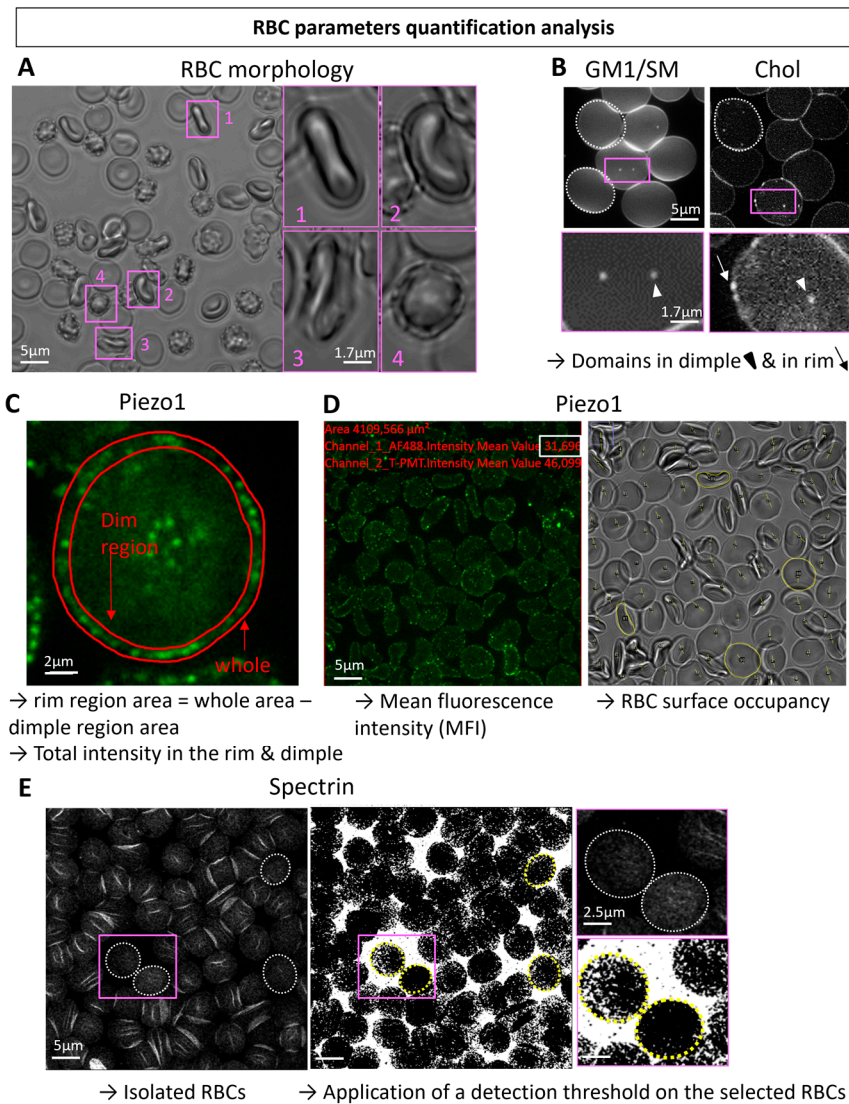 RBC parameters quantification analysis
A
RBC morphology
1
4
2
3
5μm
1
2
3
1.7μm
4
B
GM1/SM
Chol
5μm
1.7μm
→ Domains in dimple & in rim
C
Piezo1
Dim
region
whole
2μm
→ rim region area = whole area –
dimple region area
→ Total intensity in the rim & dimple
D
Piezo1
Area 4109,566 μm²
Channel_1_AF488.Intensity Mean Value 31,696
Channel_2_T-PMT.Intensity Mean Value 46,099
5μm
→ Mean fluorescence
intensity (MFI)
→ RBC surface occupancy
E
Spectrin
5μm
2.5μm
→ Isolated RBCs
→ Application of a detection threshold on the selected RBCs